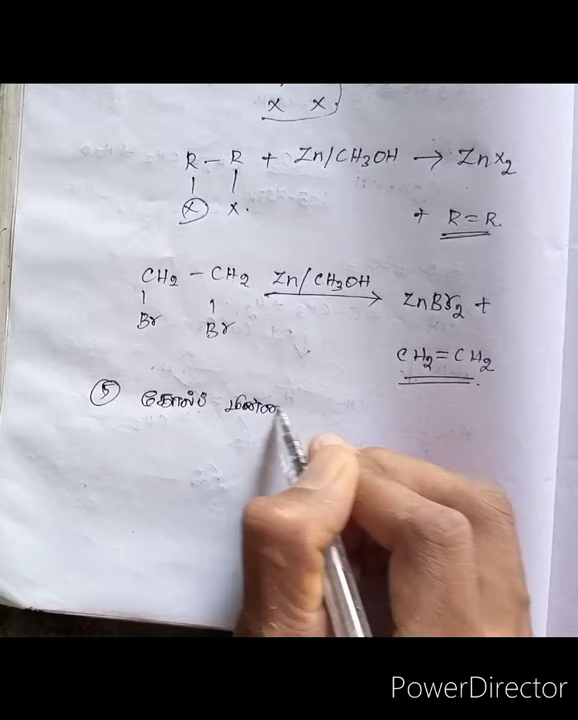 X X
R - R + Zn/CH3OH → ZnX2
X X.
+ R = R.
CH2 - CH2 Zn/CH3OH → ZnBr2 +
Br Br
CH2 = CH2
⑤ கோல்ப் மின்ன
PowerDirector